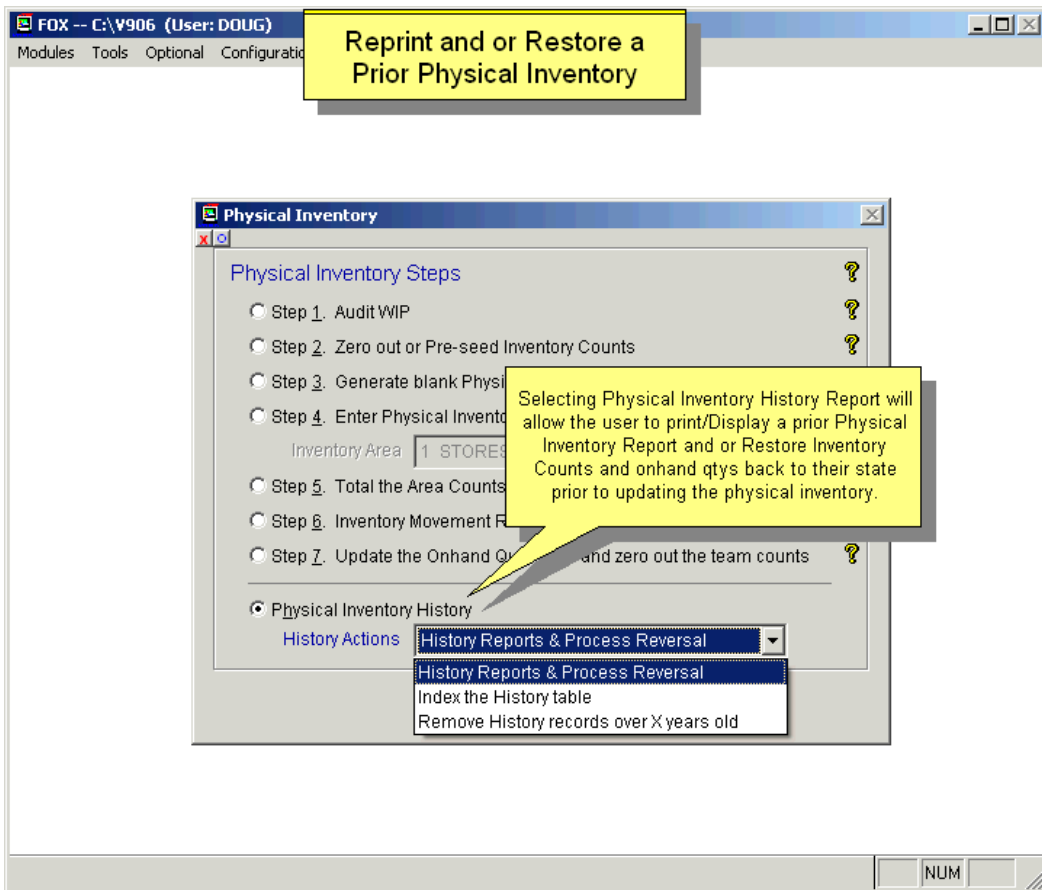 FOX -- C:\V906 (User: DOUG)
Modules Tools Optional Configuratio
Reprint and or Restore a
Prior Physical Inventory
Physical Inventory
Physical Inventory Steps
Step 1. Audit WIP
Step 2. Zero out or Pre-seed Inventory Counts
Step 3. Generate blank Physi
Step 4. Enter Physical Invento
Inventory Area 1 STORES
Step 5. Total the Area Counts
Step 6. Inventory Movement R
Step 7. Update the Onhand Qu and zero out the team counts
Selecting Physical Inventory History Report will
allow the user to print/Display a prior Physical
Inventory Report and or Restore Inventory
Counts and onhand qtys back to their state
prior to updating the physical inventory.
Physical Inventory History
History Actions History Reports & Process Reversal
History Reports & Process Reversal
Index the History table
Remove History records over X years old
NUM